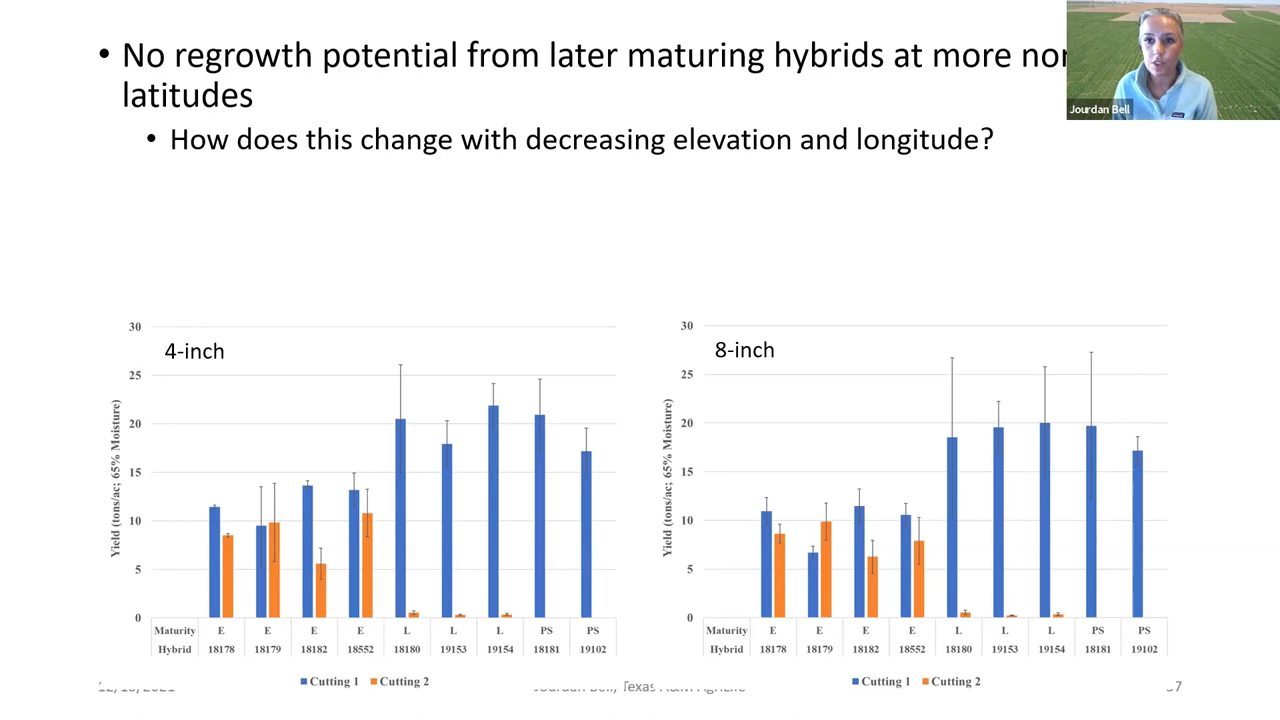 • No regrowth potential from later maturing hybrids at more
latitudes
• How does this change with decreasing elevation and longitude?
Jourdan Bell
4-inch
30
25
20
15
10
5
0
Yield (tons/ac; 65% Moisture)
Maturity E E E E L L L PS PS
Hybrid 18178 18179 18182 18552 18180 19153 19154 18181 19102
Cutting 1 Cutting 2
8-inch
30
25
20
15
10
5
0
Yield (tons/ac; 65% Moisture)
Maturity E E E E L L L PS PS
Hybrid 18178 18179 18182 18552 18180 19153 19154 18181 19102
Cutting 1 Cutting 2
Jourdan Bell, Texas